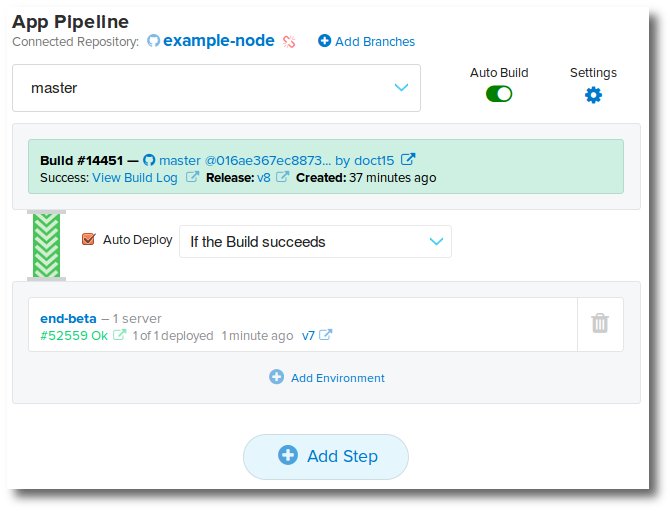 App Pipeline
Connected Repository: example-node Add Branches
master
Auto Build
Settings
Build #14451 — master @016ae367ec8873... by doct15
Success: View Build Log Release: v8 Created: 37 minutes ago
Auto Deploy
If the Build succeeds
end-beta – 1 server
#52559 Ok 1 of 1 deployed 1 minute ago v7
Add Environment
Add Step